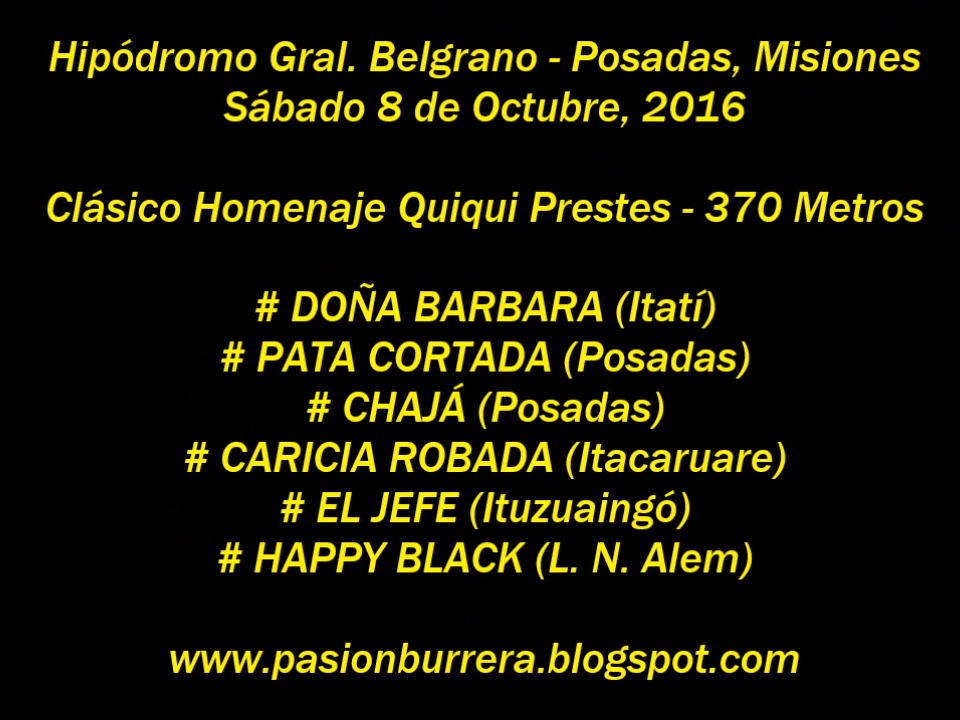 Hipódromo Gral. Belgrano - Posadas, Misiones
Sábado 8 de Octubre, 2016
Clásico Homenaje Quiqui Prestes - 370 Metros
# DOÑA BARBARA (Itatí)
# PATA CORTADA (Posadas)
# CHAJÁ (Posadas)
# CARICIA ROBADA (Itacaruare)
# EL JEFE (Ituzuaingó)
# HAPPY BLACK (L. N. Alem)
www.pasionburrera.blogspot.com